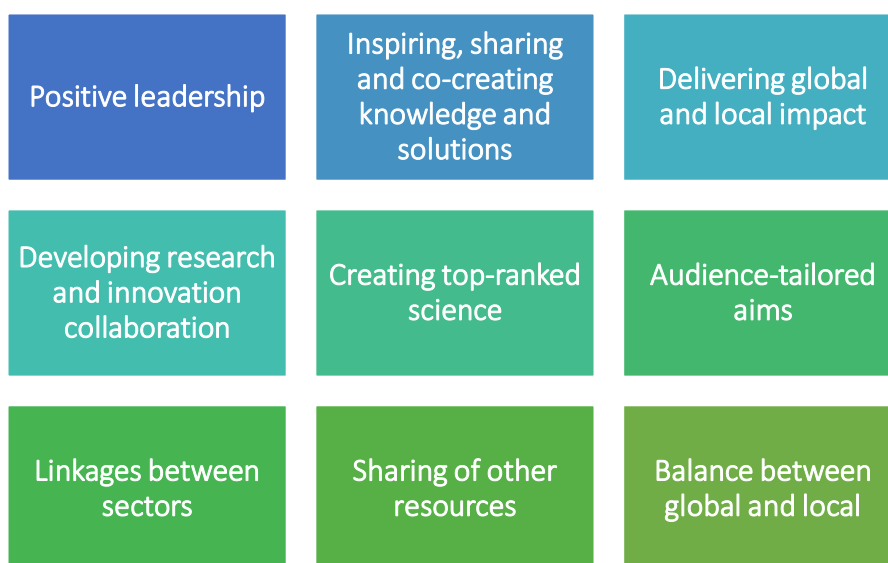 Positive leadership
Inspiring, sharing
and co-creating
knowledge and
solutions
Delivering global
and local impact
Developing research
and innovation
collaboration
Creating top-ranked
science
Audience-tailored
aims
Linkages between
sectors
Sharing of other
resources
Balance between
global and local